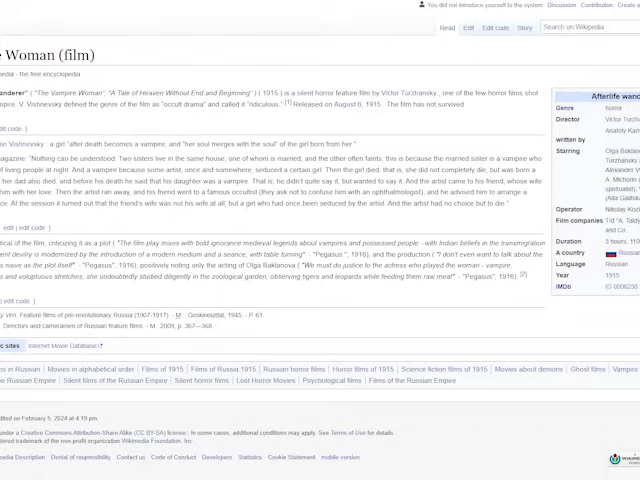 You did not introduce yourself to the system Discussion Contribution Create a
Read Edit Edit code Story Search on Wikipedia
e Woman (film)
pedia - the free encyclopedia
anderer" ( "The Vampire Woman", "A Tale of Heaven Without End and Beginning" ) ( 1915 ) is a silent horror feature film by Victor Turzhansky , one of the few horror films shot
mpire. V. Vishnevsky defined the genre of the film as "occult drama" and called it "ridiculous." [1] Released on August 6, 1915. The film has not survived
edit code ]
in Vishnevsky : a girl "after death becomes a vampire, and "her soul merges with the soul" of the girl born from her "
agazine: "Nothing can be understood. Two sisters live in the same house, one of whom is married, and the other often faints; this is because the married sister is a vampire who
of living people at night. And a vampire because some artist, once and somewhere, seduced a certain girl. Then the girl died, that is, she did not completely die, but was born a
her dad also died, and before his death he said that his daughter was a vampire. That is, he didn't quite say it, but wanted to say it. And the artist came to his friend, whose wife
him with her love. Then the artist ran away, and his friend went to a famous occultist (they ask not to confuse him with an ophthalmologist), and he advised him to arrange a
ce. At the session it turned out that the friend's wife was not his wife at all, but a girl who had once been seduced by the artist. And the artist had no choice but to die "
edit | edit code ]
tical of the film, criticizing it as a plot ( "The film-play mixes with bold ignorance medieval legends about vampires and possessed people - with Indian beliefs in the transmigration
ent devilry is modernized by the introduction of a modern medium and a seance, with table turning" - "Pegasus ", 1916), and the production ( "I don't even want to talk about the
s naive as the plot itself" - "Pegasus", 1916), positively noting only the acting of Olga Baklanova ( "We must do justice to the actress who played the woman - vampire,
s and voluptuous stretches, she undoubtedly studied diligently in the zoological garden, observing tigers and leopards while feeding them raw meat" - "Pegasus", 1916). [2]
edit code ]
ky Ven. Feature films of pre-revolutionary Russia (1907-1917). - M . Goskinoizdat, 1945. - P. 61.
Directors and cameramen of Russian feature films. - M , 2009, p. 367—368
c sites Internet Movie Database
ns in Russian | Movies in alphabetical order | Films of 1915 | Films of Russia 1915 | Russian horror films | Horror films of 1915 | Science fiction films of 1915 | Movies about demons | Ghost films | Vampire
he Russian Empire | Silent films of the Russian Empire | Silent horror films | Lost Horror Movies | Psychological films | Films of the Russian Empire
Afterlife wand
Genre horror
Director Victor Turzha
Anatoly Kam
written by
Starring Olga Baklan
Turzhansky
Alexander V
A. Michurin (
spiritualist),
(Alla Gastisk
Operator Nikolay Kozl
Film companies T/d "A. Taldy
and Co.
Duration 3 hours, 110
A country Russian
Language Russian
Year 1915
IMDb ID 0006238
edited on February 5, 2024 at 4:19 pm.
under a Creative Commons Attribution-Share Alike (CC BY-SA) license ; In some cases, additional conditions may apply. See Terms of Use for details
stered trademark of the non-profit organization Wikimedia Foundation, Inc.
pedia Description Denial of responsibility Contact us Code of Conduct Developers Statistics Cookie Statement mobile version